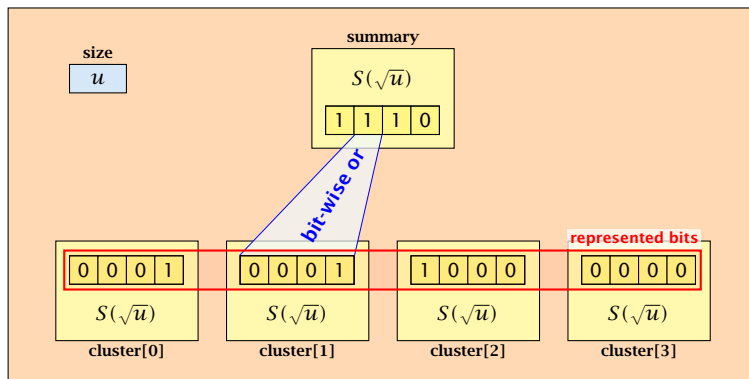 summary
size
u
S(√u)
1 1 1 0
bit-wise or
represented bits
0 0 0 1
0 0 0 1
1 0 0 0
0 0 0 0
S(√u)
S(√u)
S(√u)
S(√u)
cluster[0]
cluster[1]
cluster[2]
cluster[3]